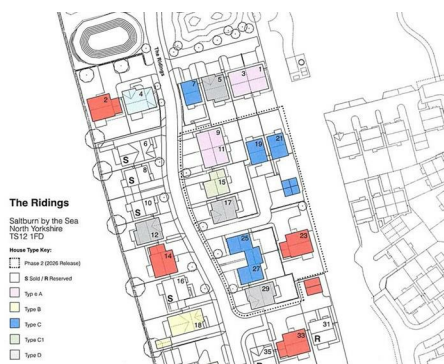 The Ridings
2
4
7
5
3
1
6
S
8
S
9
11
19
21
10
S
15
12
17
14
25
23
27
16
S
29
18
31
33
R
35
The Ridings
Saltburn by the Sea
North Yorkshire
TS12 1FD
House Type Key:
Phase 2 (2026 Release)
S Sold / R Reserved
Typ e A
Type B
Type C
Type C1
Type D